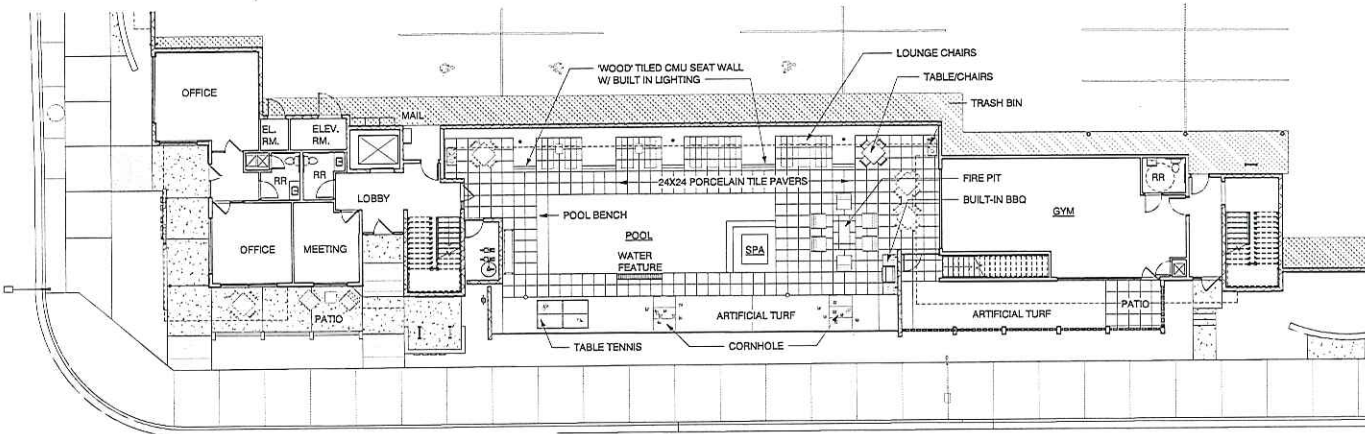 LOUNGE CHAIRS
'WOOD' TILED CMU SEAT WALL
W/ BUILT IN LIGHTING
TABLE/CHAIRS
OFFICE
TRASH BIN
MAIL
EL.
RM.
ELEV.
RM.
RR
RR
LOBBY
24X24 PORCELAIN TILE PAVERS
FIRE PIT
RR
BUILT-IN BBQ
GYM
POOL BENCH
OFFICE
MEETING
POOL
SPA
WATER
FEATURE
PATIO
ARTIFICIAL TURF
ARTIFICIAL TURF
PATIO
TABLE TENNIS
CORNHOLE